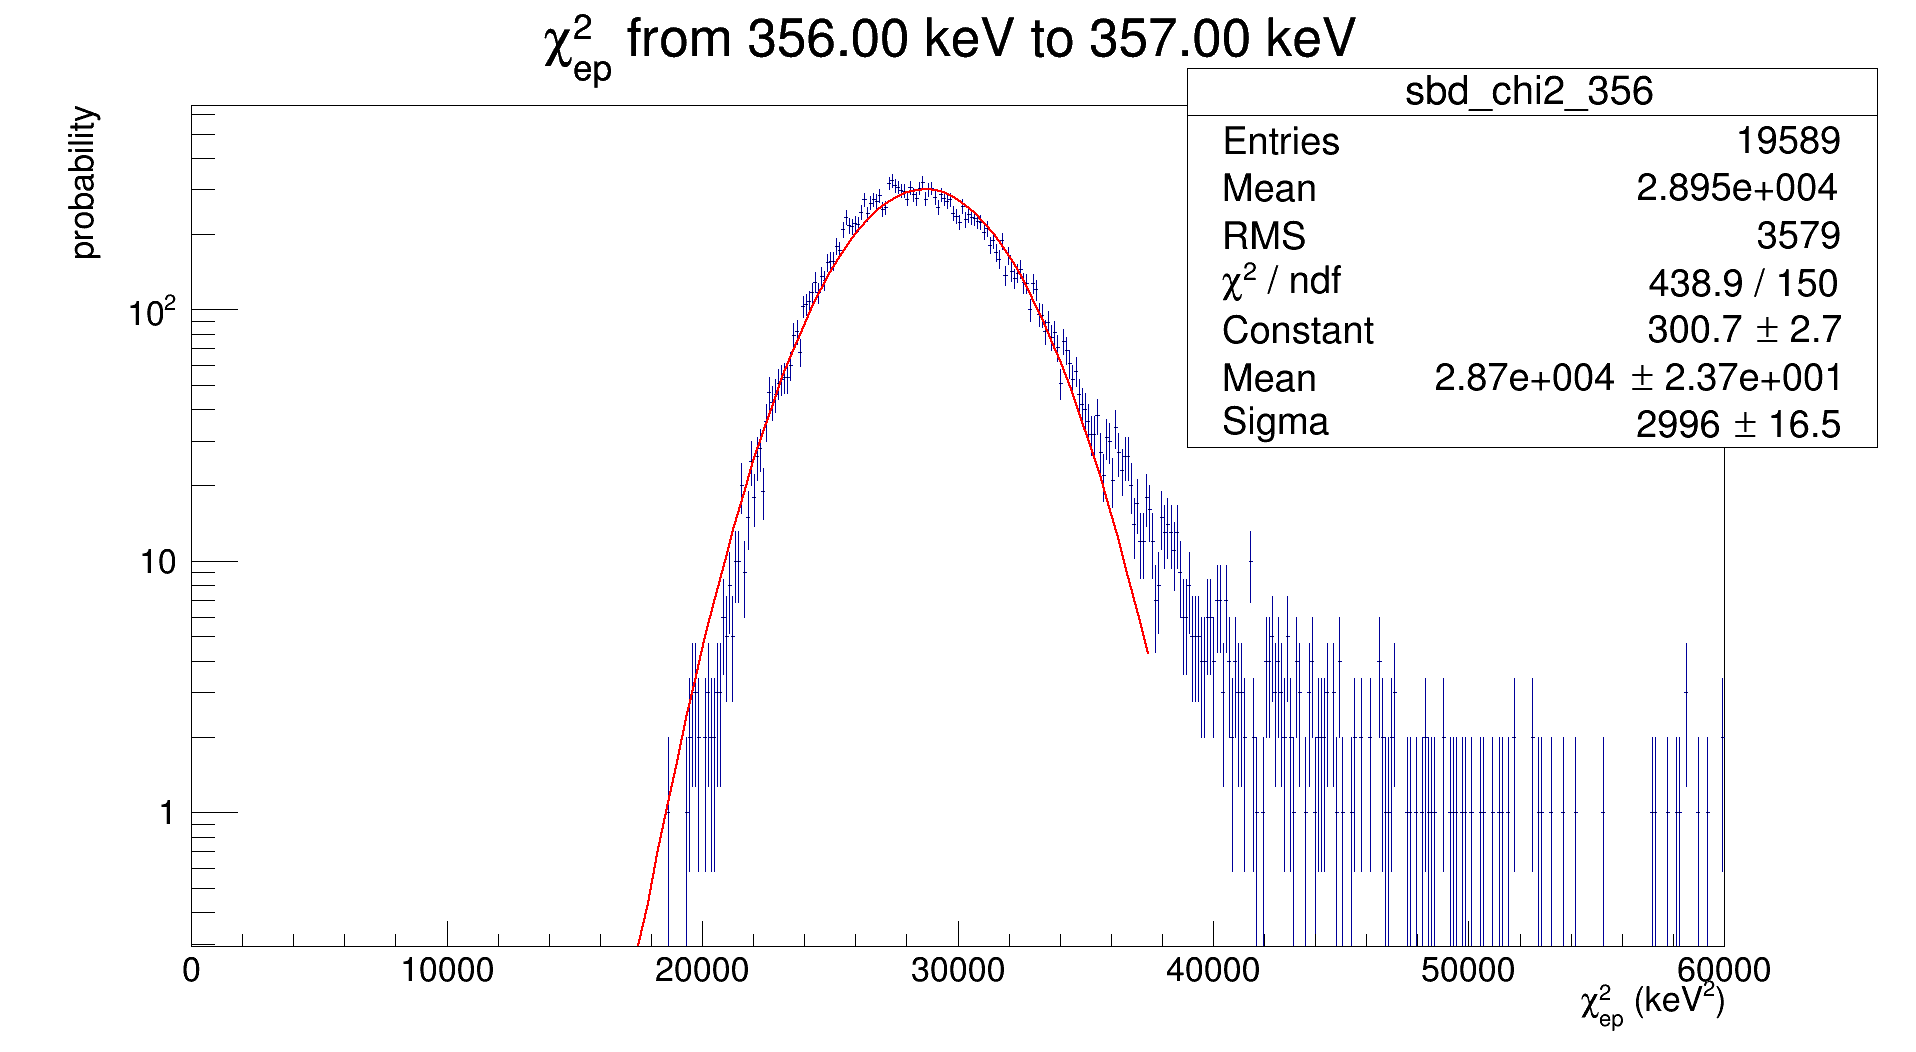 χ²ep from 356.00 keV to 357.00 keV
sbd_chi2_356
Entries 19589
Mean 2.895e+004
RMS 3579
χ² / ndf 438.9 / 150
Constant 300.7 ± 2.7
Mean 2.87e+004 ± 2.37e+001
Sigma 2996 ± 16.5
probability
10²
10
1
0 10000 20000 30000 40000 50000 60000
χ²ep (keV²)